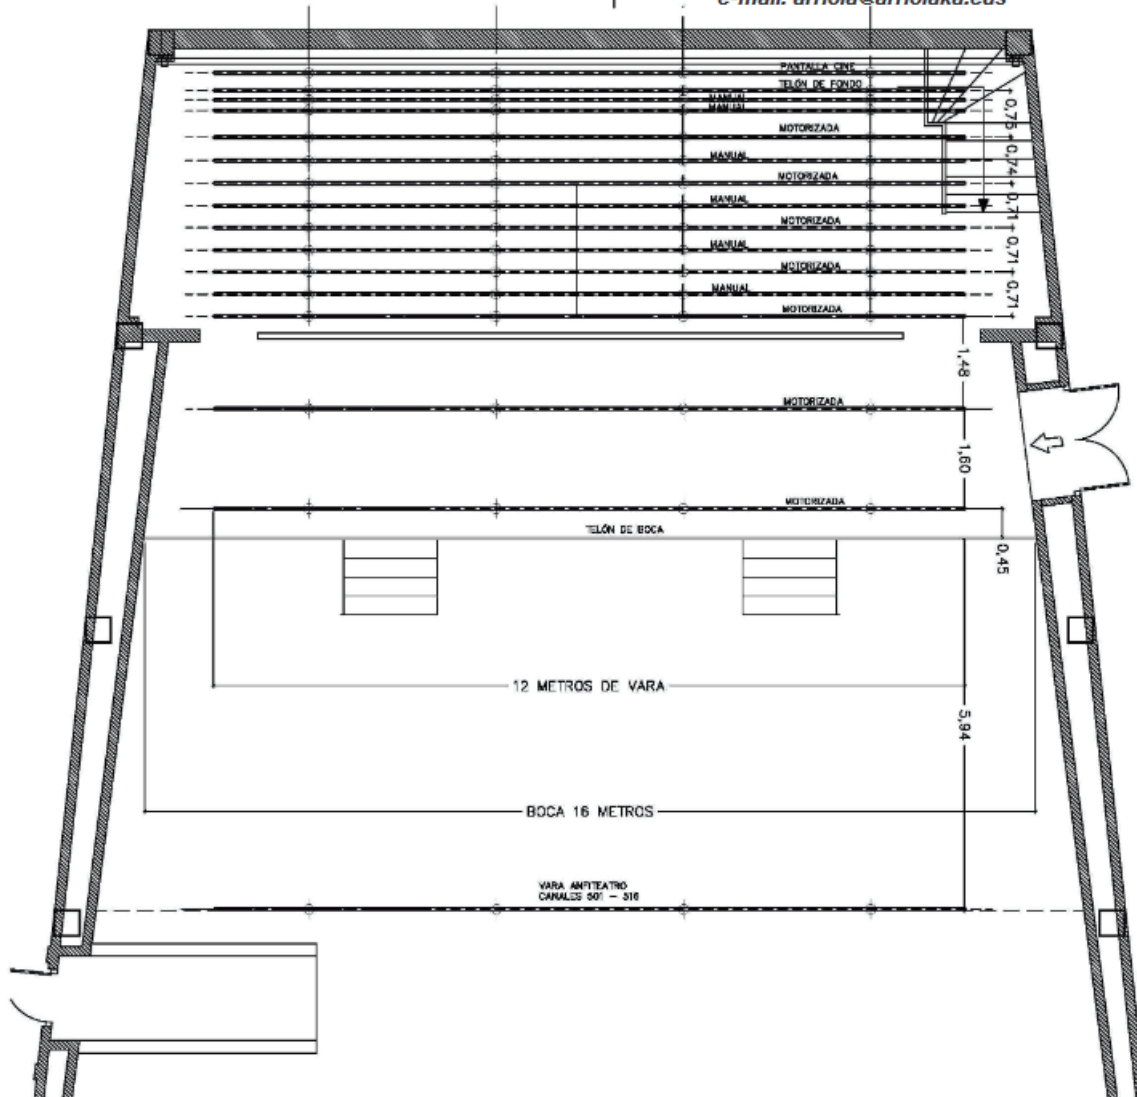 e-mail: arriola@arriolaka.eus
PANTALLA CINE
TELÓN DE FONDO
MANUAL
MANUAL
0,75
MOTORIZADA
MANUAL
0,74
MOTORIZADA
MANUAL
0,71
MOTORIZADA
MANUAL
0,71
MOTORIZADA
MANUAL
0,71
MOTORIZADA
1,48
MOTORIZADA
1,60
MOTORIZADA
TELÓN DE BOCA
0,45
12 METROS DE VARA
5,94
BOCA 16 METROS
VARA ANFITEATRO
CANALES 501 - 516